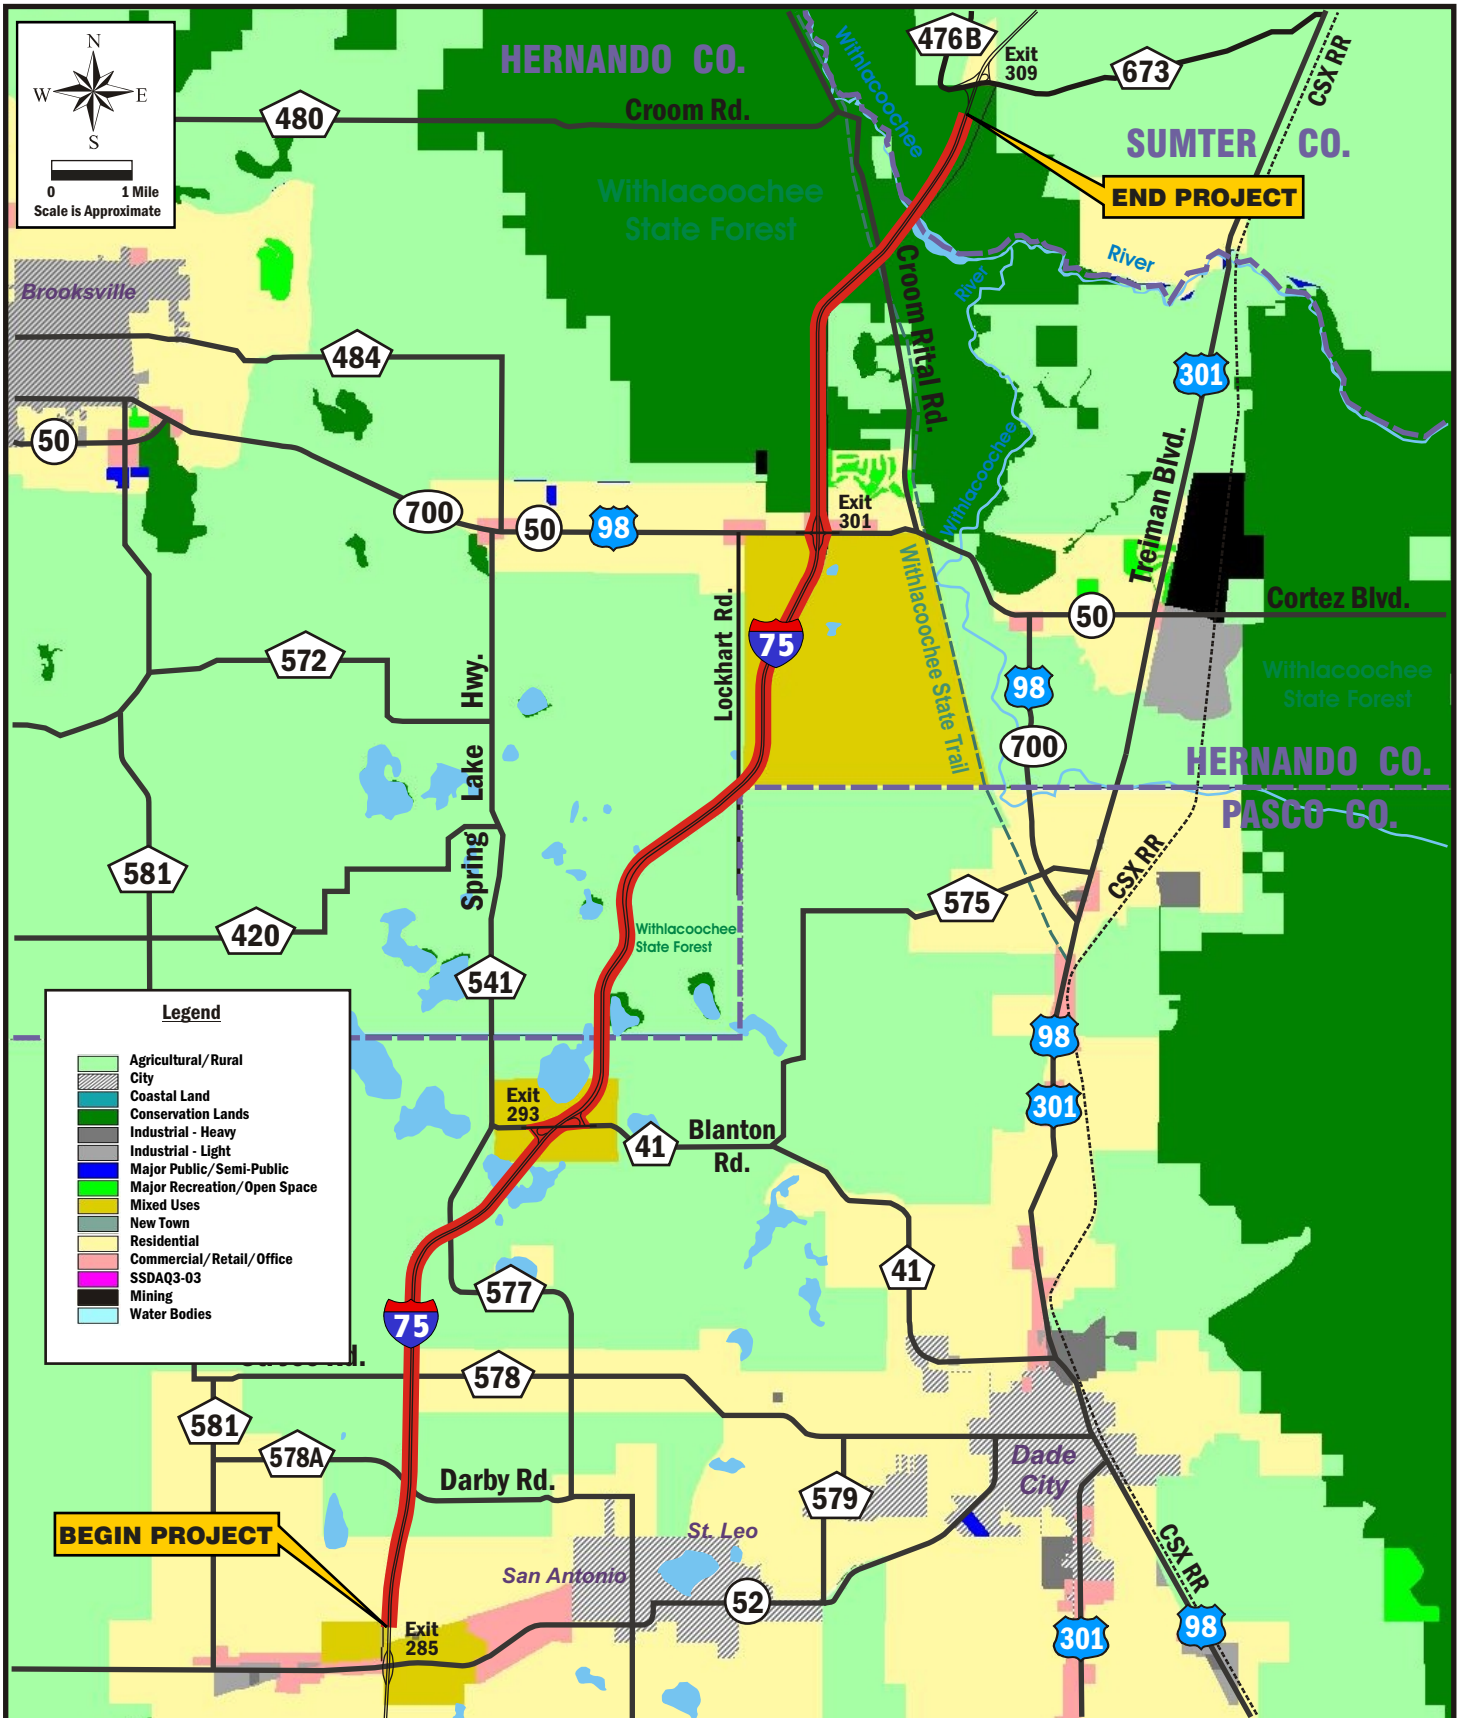 HERNANDO CO.
476B
Exit
309
673
CSX RR
N
W E
S
0 1 Mile
Scale is Approximate
480
Croom Rd.
Withlacoochee
SUMTER CO.
END PROJECT
Withlacoochee
State Forest
River
River
Croom Rital Rd.
Brooksville
484
301
50
700
50
98
Exit
301
Withlacoochee
Treiman Blvd.
Cortez Blvd.
50
Lockhart Rd.
75
Withlacoochee State Trail
572
98
700
Withlacoochee
State Forest
HERNANDO CO.
PASCO CO.
Spring Lake Hwy.
581
420
541
575
CSX RR
Withlacoochee
State Forest
Legend
Agricultural/Rural
City
Coastal Land
Conservation Lands
Industrial - Heavy
Industrial - Light
Major Public/Semi-Public
Major Recreation/Open Space
Mixed Uses
New Town
Residential
Commercial/Retail/Office
SSDAQ3-03
Mining
Water Bodies
98
301
Exit
293
41
Blanton
Rd.
41
577
75
Rd.
578
581
578A
Darby Rd.
579
Dade
City
BEGIN PROJECT
St. Leo
San Antonio
52
CSX RR
Exit
285
301
98